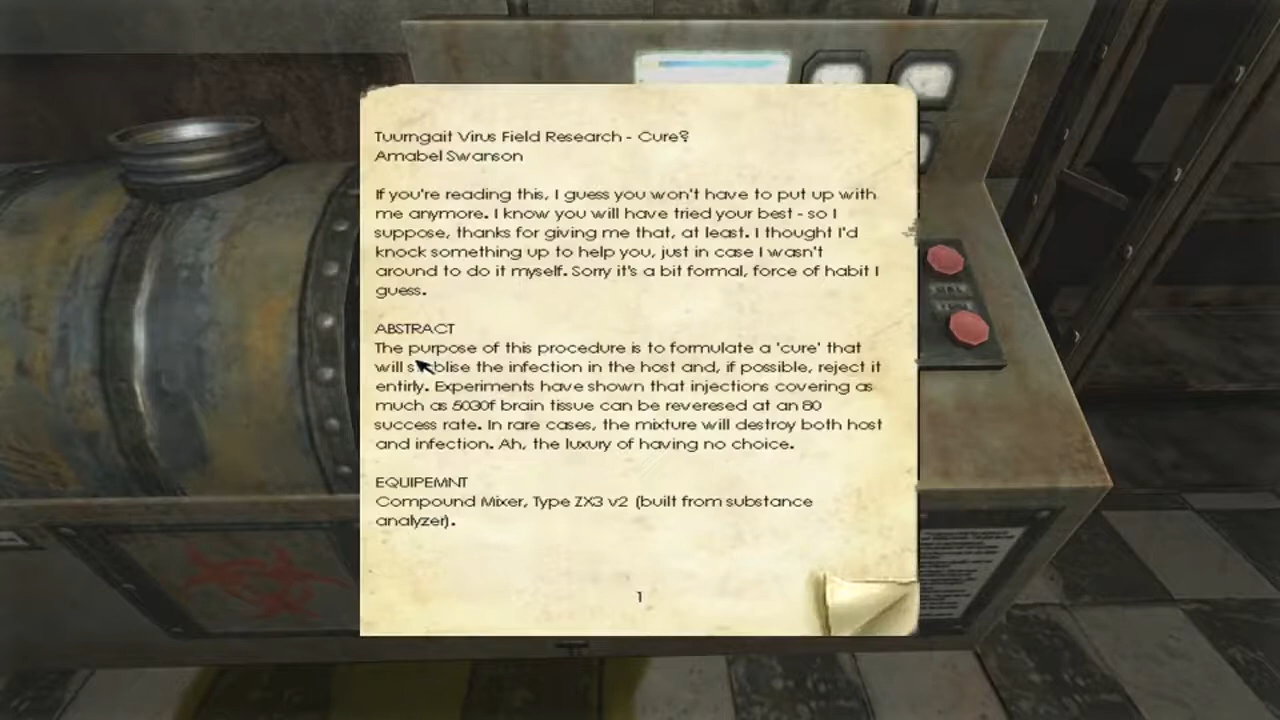 Tuurngait Virus Field Research - Cure?
Amabel Swanson
If you're reading this, I guess you won't have to put up with
me anymore. I know you will have tried your best - so I
suppose, thanks for giving me that, at least. I thought I'd
knock something up to help you, just in case I wasn't
around to do it myself. Sorry it's a bit formal, force of habit I
guess.
ABSTRACT
The purpose of this procedure is to formulate a 'cure' that
will the infection in the host and, if possible, reject it
entirly. Experiments have shown that injections covering as
much as 5030f brain tissue can be reveresed at an 80
success rate. In rare cases, the mixture will destroy both host
and infection. Ah, the luxury of having no choice.
EQUIPEMNT
Compound Mixer, Type ZX3 v2 (built from substance
analyzer).
1